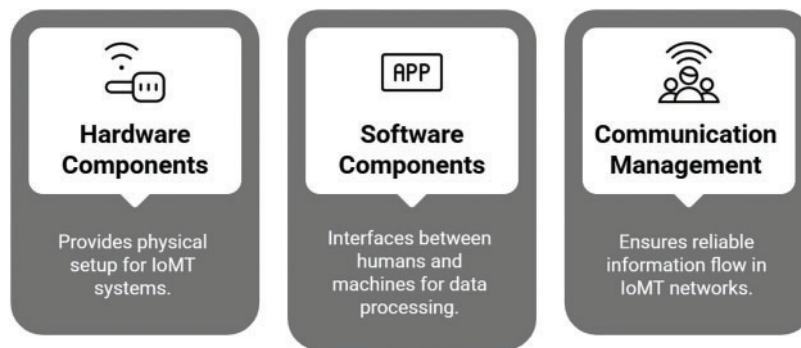 Hardware
Components
Provides physical
setup for IoMT
systems.
APP
Software
Components
Interfaces between
humans and
machines for data
processing.
Communication
Management
Ensures reliable
information flow in
IoMT networks.